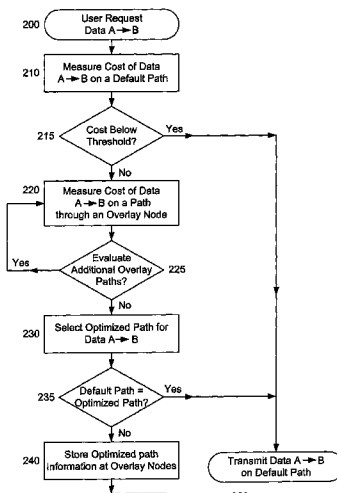 200
User Request
Data A→B
210
Measure Cost of Data
A→B on a Default Path
215
Cost Below
Threshold?
Yes
No
220
Measure Cost of Data
A→B on a Path
through an Overlay Node
Yes
Evaluate
Additional Overlay
Paths?
225
No
230
Select Optimized Path for
Data A→B
235
Default Path =
Optimized Path?
Yes
No
240
Store Optimized path
Information at Overlay Nodes
Transmit Data A→B
on Default Path